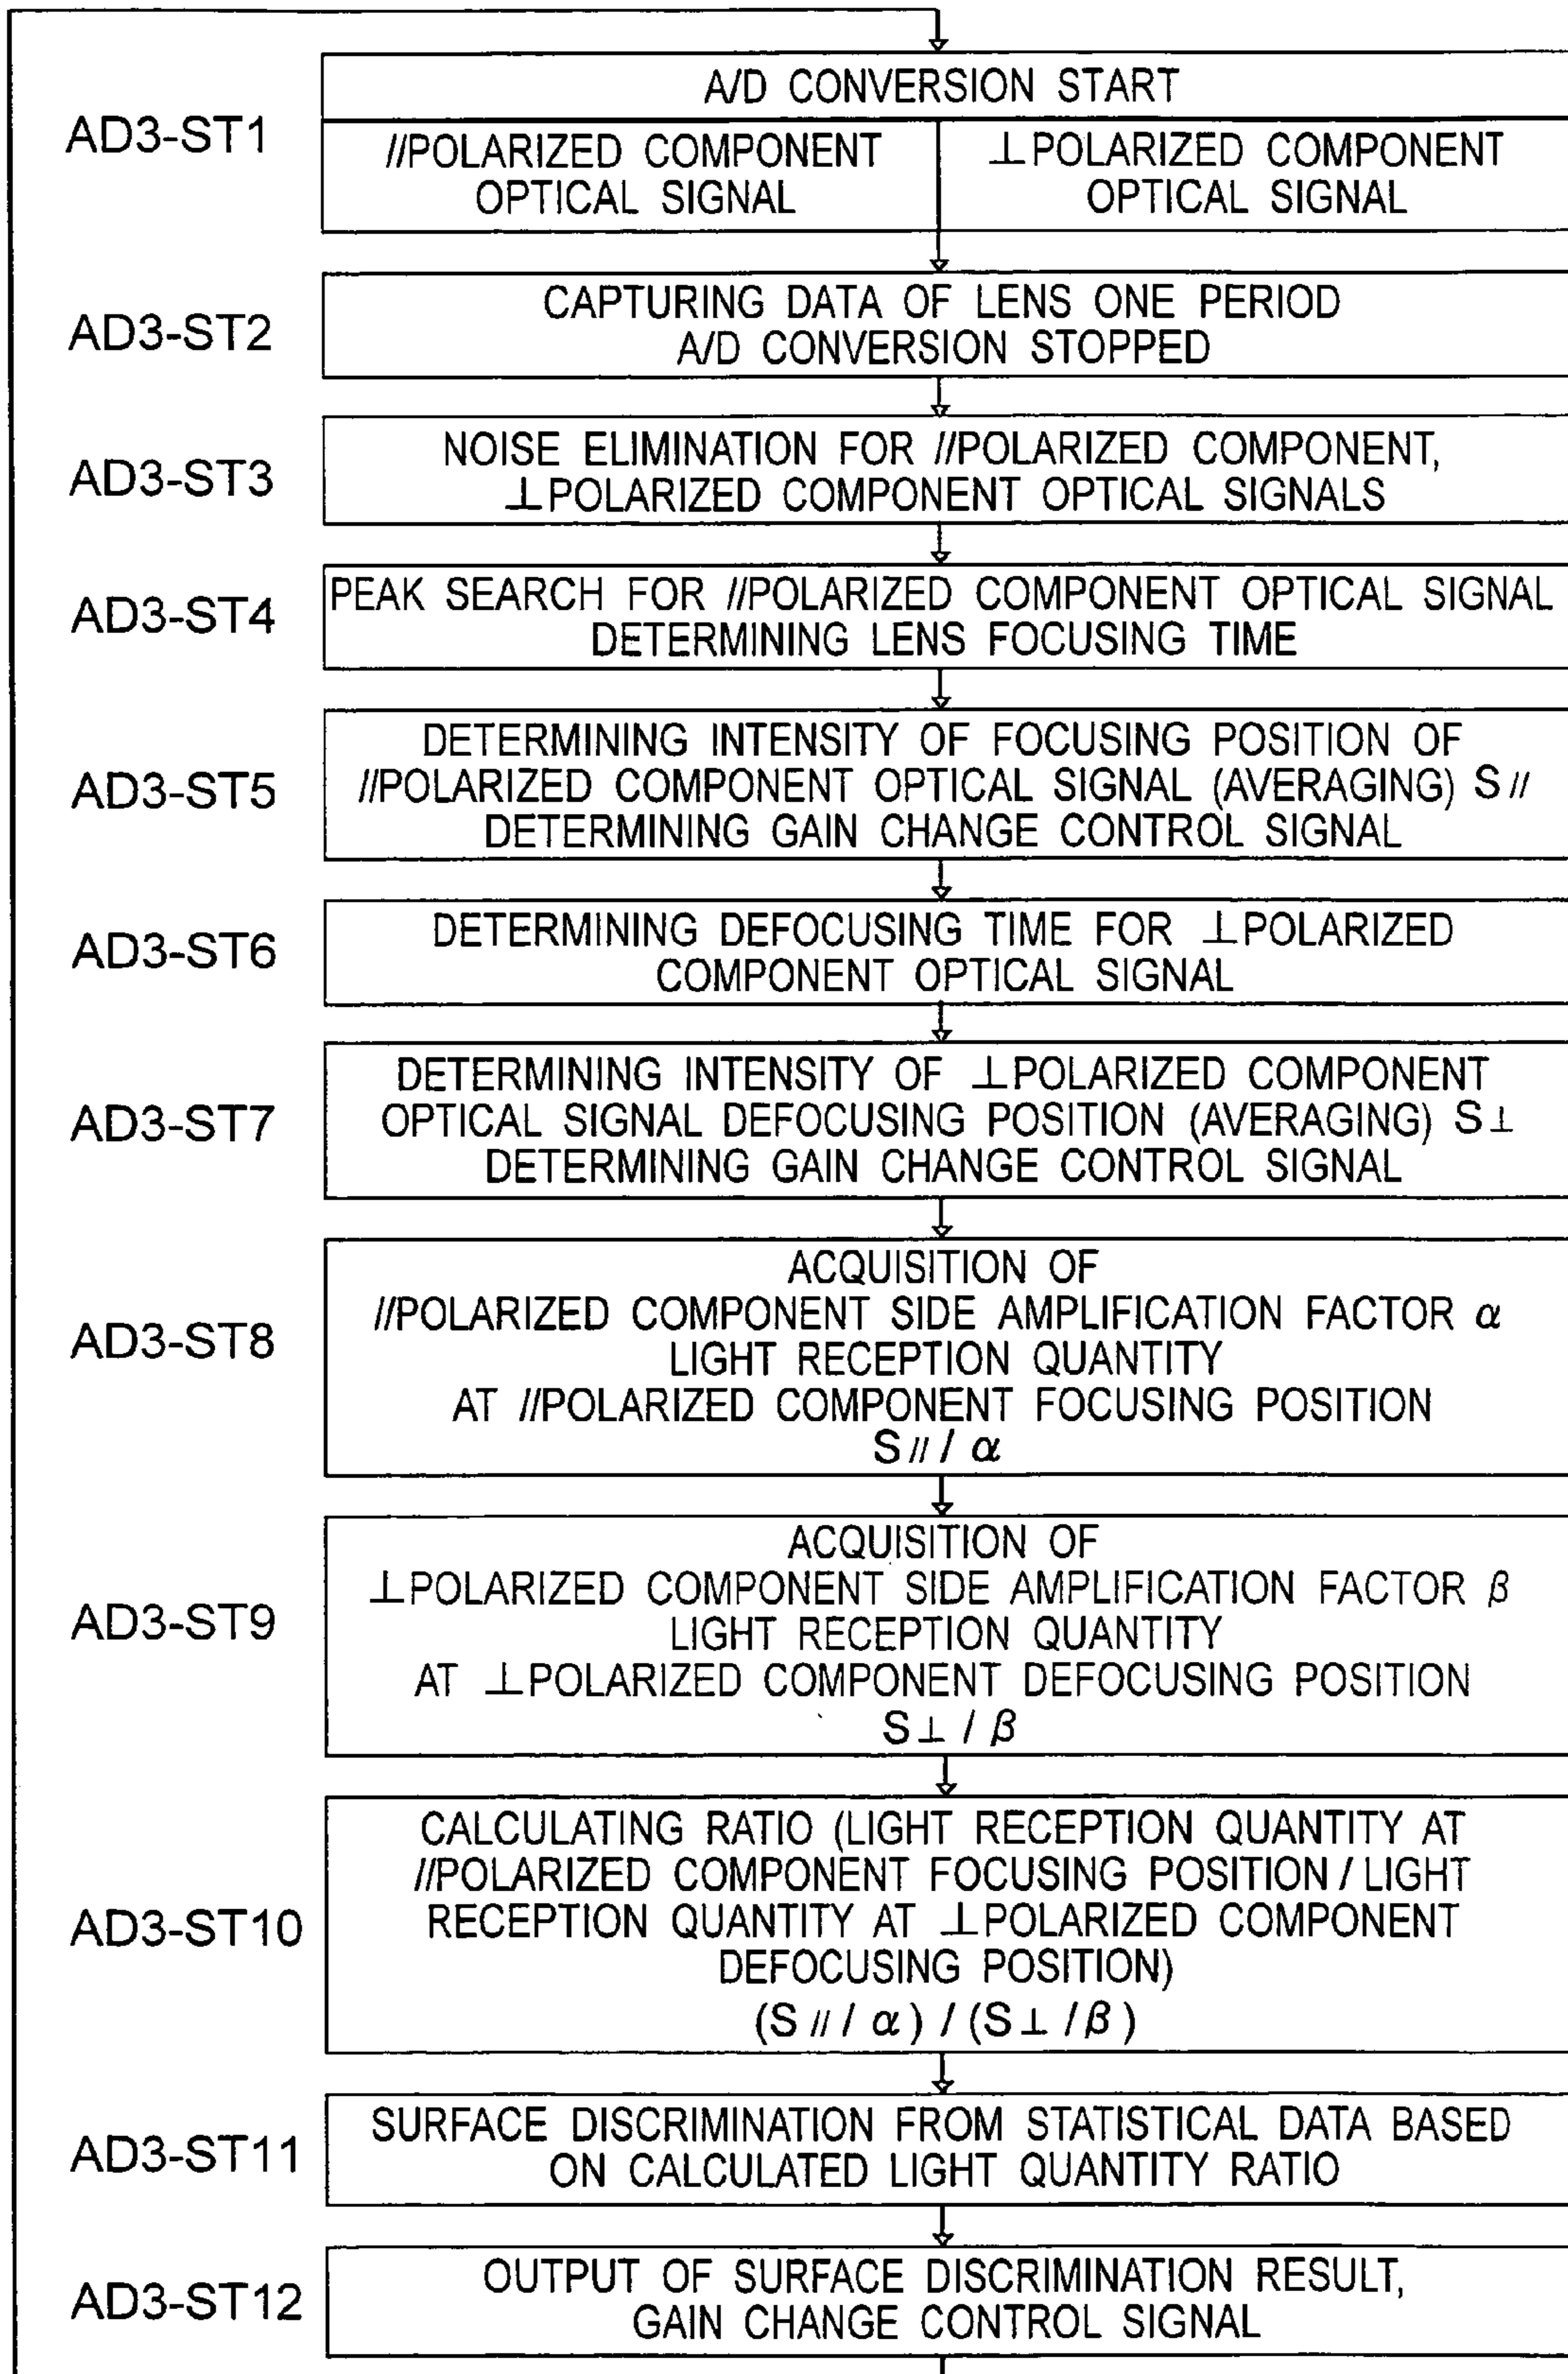 A/D CONVERSION START
AD3-ST1
//POLARIZED COMPONENT
OPTICAL SIGNAL
⊥POLARIZED COMPONENT
OPTICAL SIGNAL
AD3-ST2
CAPTURING DATA OF LENS ONE PERIOD
A/D CONVERSION STOPPED
AD3-ST3
NOISE ELIMINATION FOR //POLARIZED COMPONENT,
⊥POLARIZED COMPONENT OPTICAL SIGNALS
AD3-ST4
PEAK SEARCH FOR //POLARIZED COMPONENT OPTICAL SIGNAL
DETERMINING LENS FOCUSING TIME
AD3-ST5
DETERMINING INTENSITY OF FOCUSING POSITION OF
//POLARIZED COMPONENT OPTICAL SIGNAL (AVERAGING) S//
DETERMINING GAIN CHANGE CONTROL SIGNAL
AD3-ST6
DETERMINING DEFOCUSING TIME FOR ⊥POLARIZED
COMPONENT OPTICAL SIGNAL
AD3-ST7
DETERMINING INTENSITY OF ⊥POLARIZED COMPONENT
OPTICAL SIGNAL DEFOCUSING POSITION (AVERAGING) S⊥
DETERMINING GAIN CHANGE CONTROL SIGNAL
AD3-ST8
ACQUISITION OF
//POLARIZED COMPONENT SIDE AMPLIFICATION FACTOR α
LIGHT RECEPTION QUANTITY
AT //POLARIZED COMPONENT FOCUSING POSITION
S// / α
AD3-ST9
ACQUISITION OF
⊥POLARIZED COMPONENT SIDE AMPLIFICATION FACTOR β
LIGHT RECEPTION QUANTITY
AT ⊥POLARIZED COMPONENT DEFOCUSING POSITION
S⊥ / β
AD3-ST10
CALCULATING RATIO (LIGHT RECEPTION QUANTITY AT
//POLARIZED COMPONENT FOCUSING POSITION / LIGHT
RECEPTION QUANTITY AT ⊥POLARIZED COMPONENT
DEFOCUSING POSITION)
(S// / α) / (S⊥ / β)
AD3-ST11
SURFACE DISCRIMINATION FROM STATISTICAL DATA BASED
ON CALCULATED LIGHT QUANTITY RATIO
AD3-ST12
OUTPUT OF SURFACE DISCRIMINATION RESULT,
GAIN CHANGE CONTROL SIGNAL